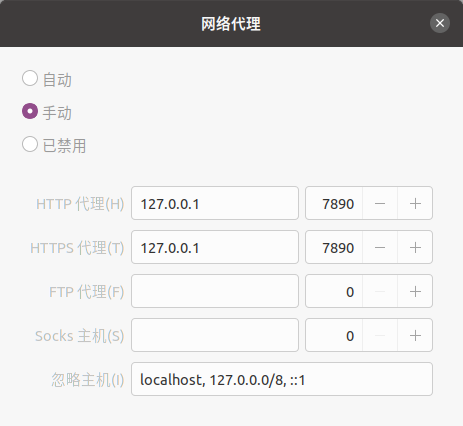 网络代理
自动
手动
已禁用
HTTP 代理(H) 127.0.0.1 7890 − +
HTTPS 代理(T) 127.0.0.1 7890 − +
FTP 代理(F) 0 − +
Socks 主机(S) 0 − +
忽略主机(I) localhost, 127.0.0.0/8, ::1